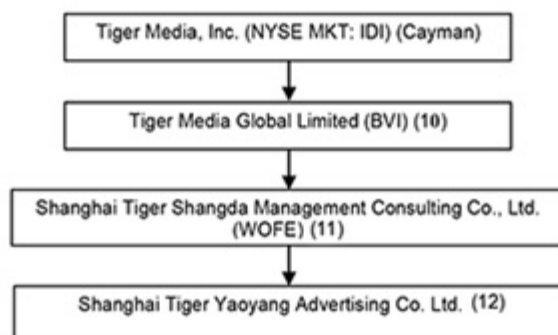 Tiger Media, Inc. (NYSE MKT: IDI) (Cayman)
Tiger Media Global Limited (BVI) (10)
Shanghai Tiger Shangda Management Consulting Co., Ltd.
(WOFE) (11)
Shanghai Tiger Yaoyang Advertising Co. Ltd. (12)